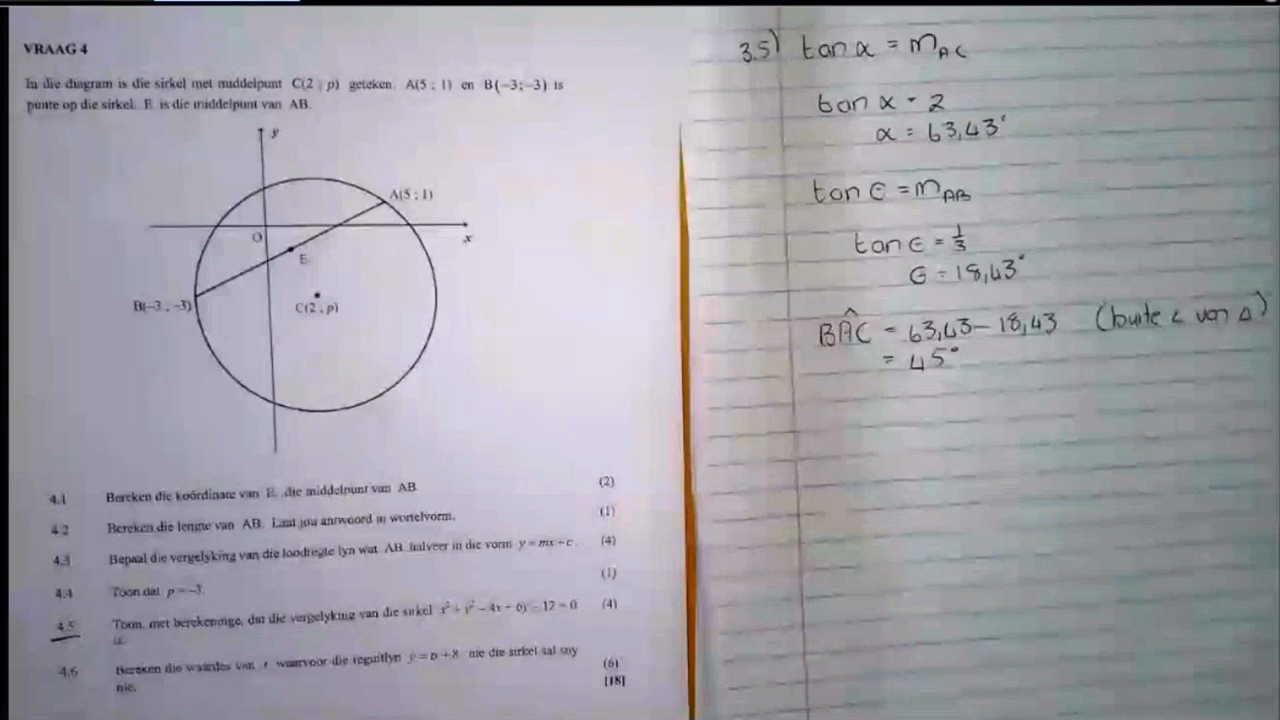 VRAAG 4
In die diagram is die sirkel met middelpunt C(2 ; p) geteken. A(5 ; 1) en B(−3;−3) is
punte op die sirkel. E is die middelpunt van AB.
y
A(5 ; 1)
O
x
E
B(−3 ; −3)
C(2 ; p)
4.1 Bereken die koördinate van E, die middelpunt van AB. (2)
4.2 Bereken die lengte van AB. Laat jou antwoord in wortelvorm. (1)
4.3 Bepaal die vergelyking van die loodregte lyn wat AB halveer in die vorm y = mx + c. (4)
4.4 Toon dat p = −3. (1)
4.5 Toon, met berekeninge, dat die vergelyking van die sirkel x² + y² − 4x + 6y − 12 = 0 (4)
is.
4.6 Bereken die waardes van t waarvoor die reguitlyn y = tx + 8 nie die sirkel sal sny (6)
nie. [18]
3.5) tan α = m_AC
tan α = 2
α = 63,43°
tan Є = m_AB
tan Є = 1/3
Є = 18,43°
BÂC = 63,43 − 18,43 (buite ∠ van Δ)
= 45°